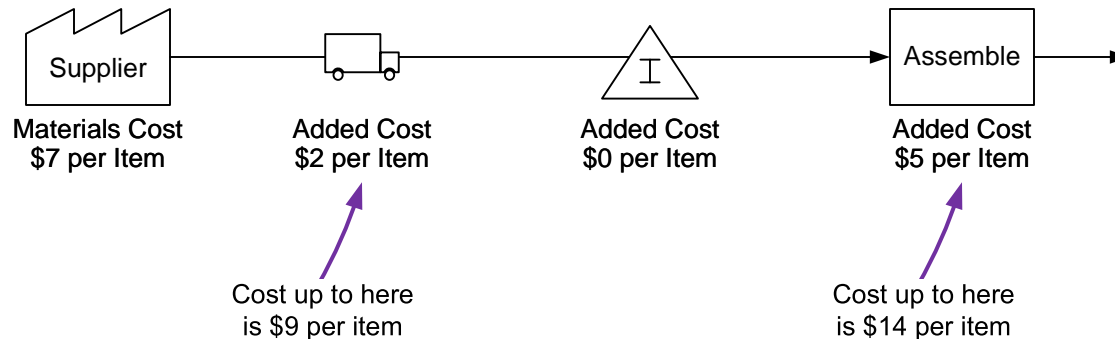 Supplier
I
Assemble
Materials Cost
$7 per Item
Added Cost
$2 per Item
Added Cost
$0 per Item
Added Cost
$5 per Item
Cost up to here
is $9 per item
Cost up to here
is $14 per item